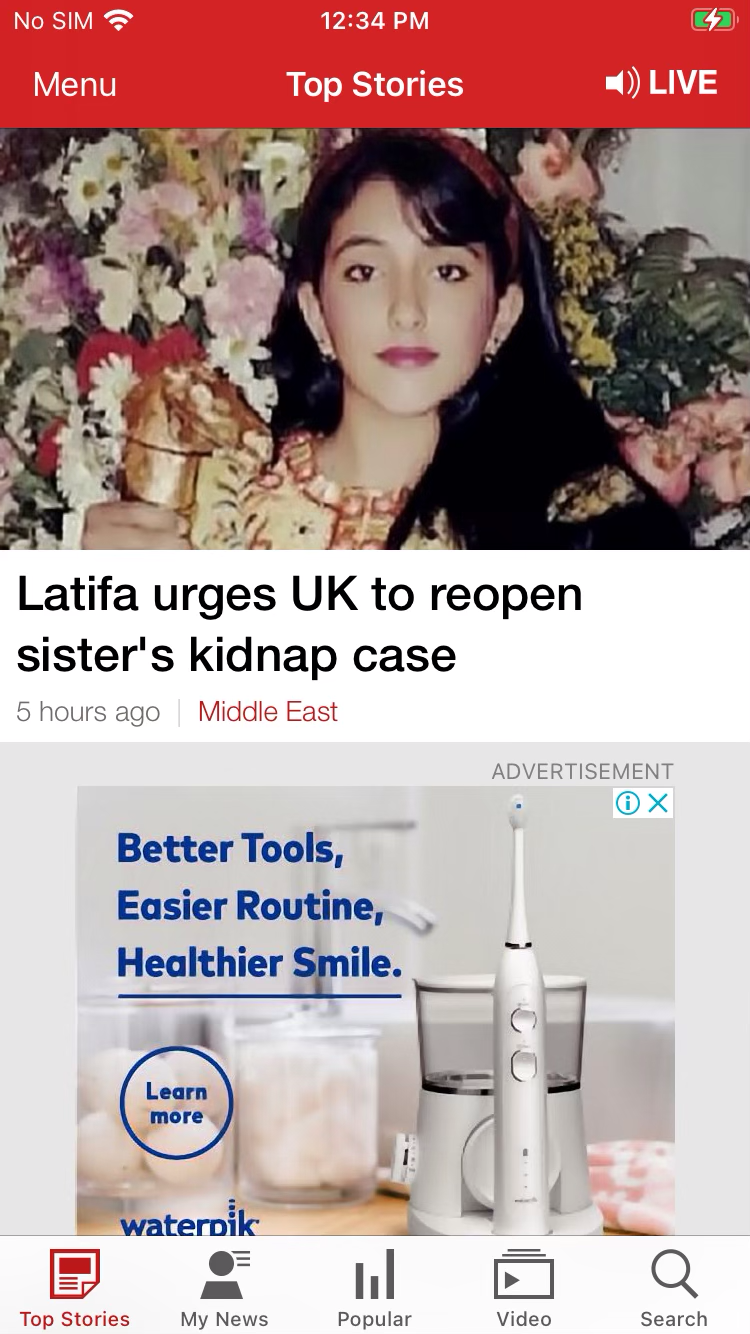 No SIM 12:34 PM
Menu Top Stories LIVE
Latifa urges UK to reopen
sister's kidnap case
5 hours ago Middle East
ADVERTISEMENT
Better Tools,
Easier Routine,
Healthier Smile.
Learn
more
waterpik
Top Stories My News Popular Video Search